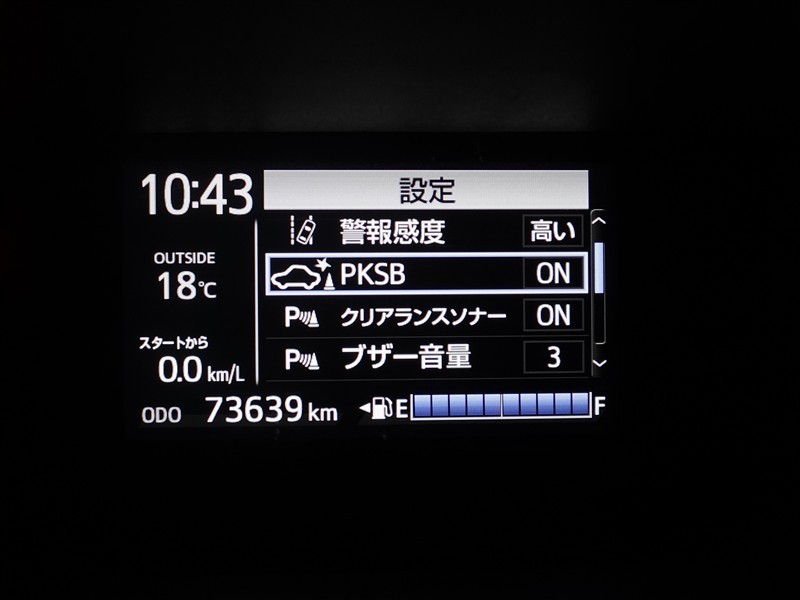 10:43
設定
警報感度 高い
OUTSIDE
18℃
PKSB ON
P クリアランスソナー ON
スタートから
0.0 km/L
P ブザー音量 3
ODO 73639 km E F